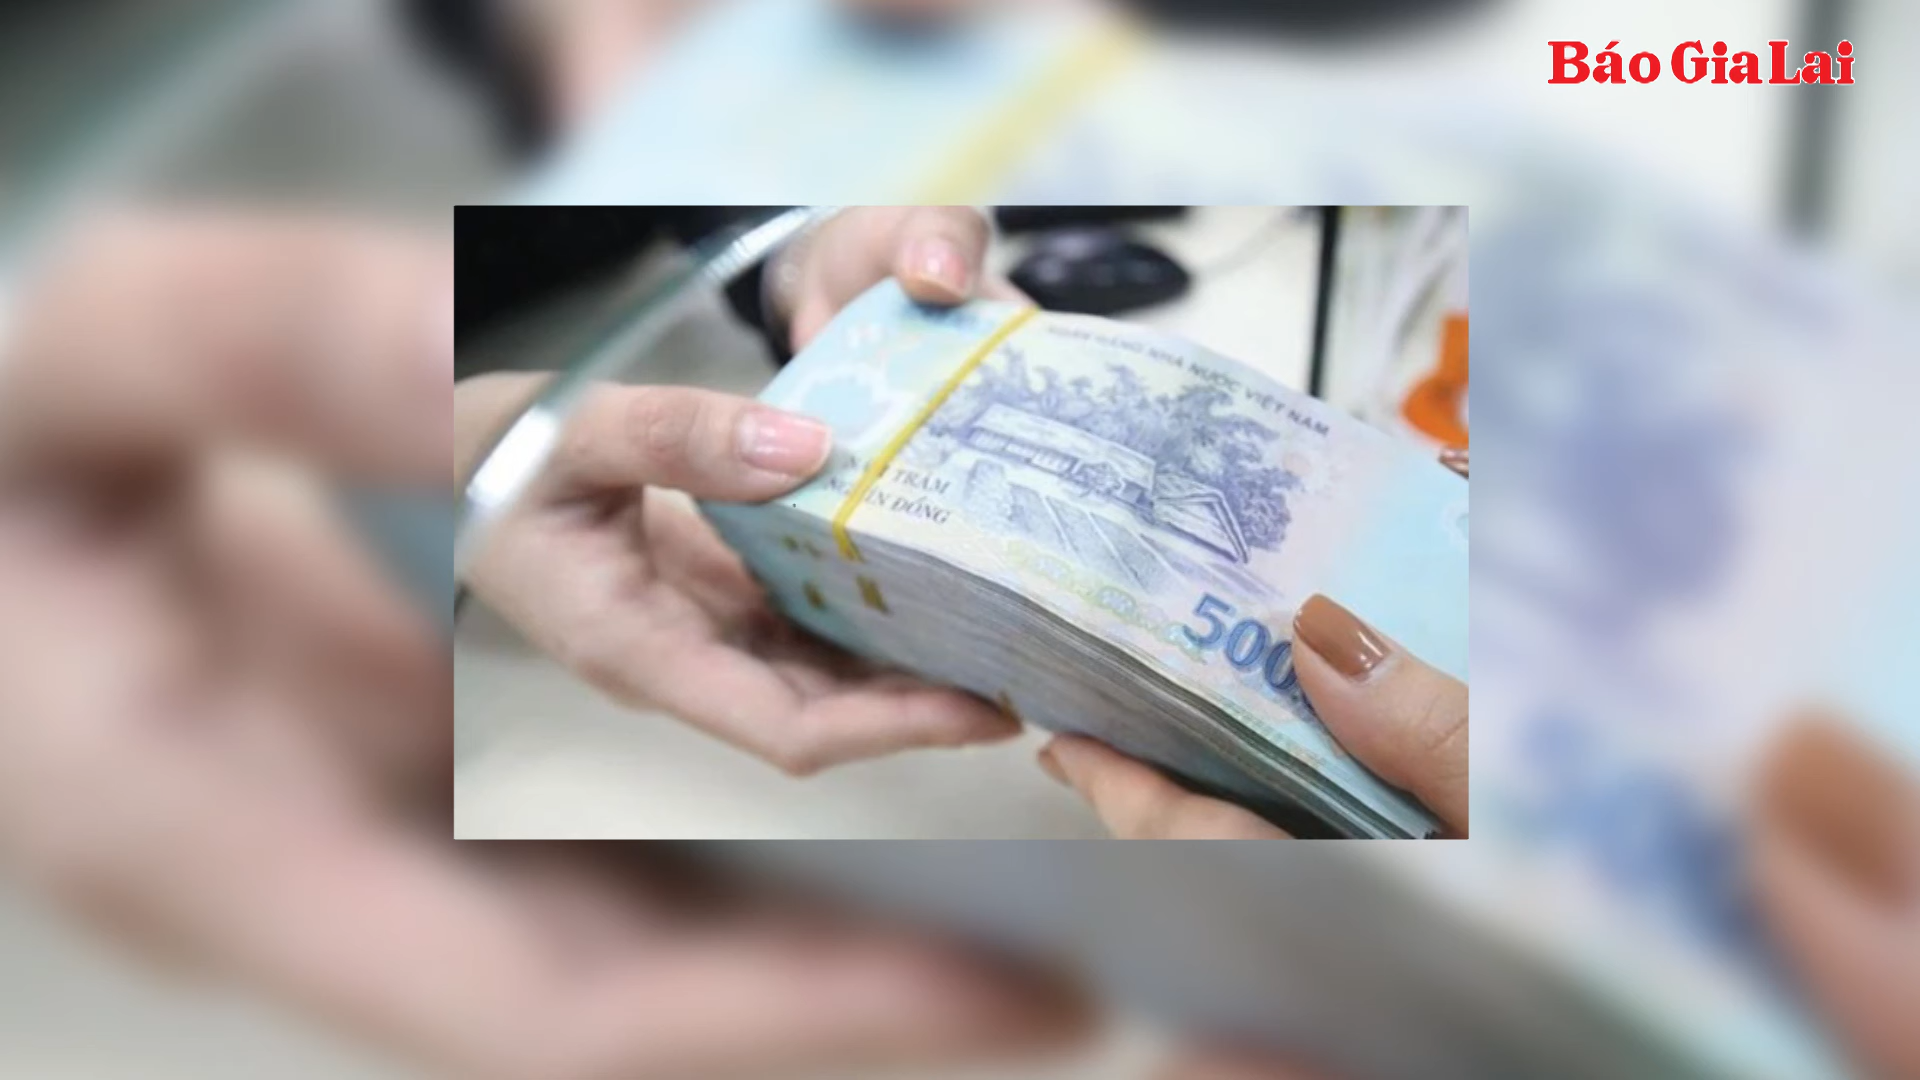 Báo Gia Lai
NGÂN HÀNG NHÀ NƯỚC VIỆT NAM
TRĂM
ĐỒNG
500